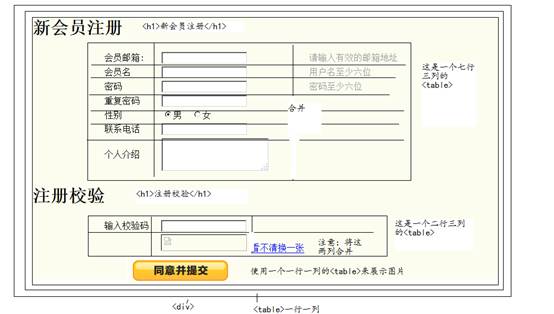 新会员注册 <h1>新会员注册</h1>
会员邮箱: 请输入有效的邮箱地址
会员名 用户名至少六位
密码 密码至少六位
重复密码
性别 男 女
联系电话
个人介绍
合并
这是一个七行
三列的
<table>
注册校验 <h1>注册校验</h1>
输入校验码
看不清换一张
注意: 将这
两列合并
这是一个二行三列
的<table>
同意并提交 使用一个一行一列的<table>来展示图片
<div> <table>一行一列